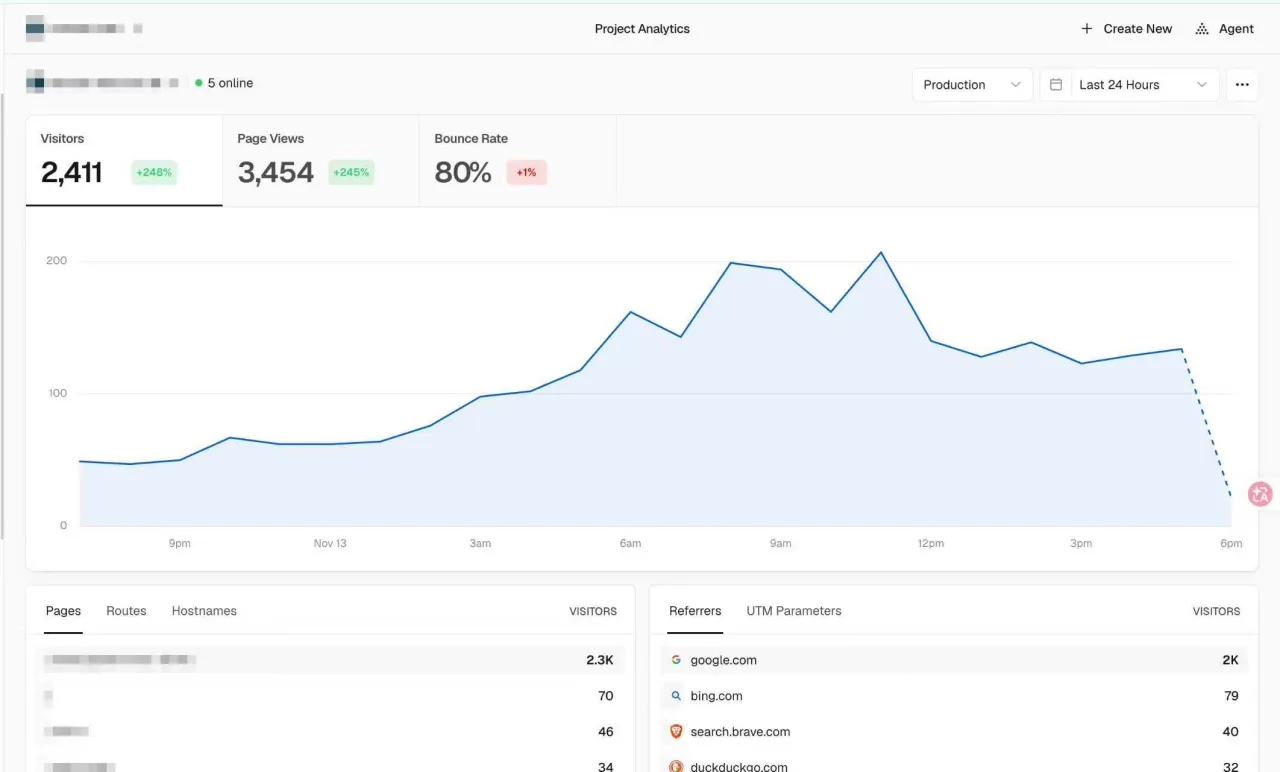 Project Analytics
Create New
Agent
5 online
Production
Last 24 Hours
Visitors
2,411 +248%
Page Views
3,454 +245%
Bounce Rate
80% +1%
200
100
0
9pm Nov 13 3am 6am 9am 12pm 3pm 6pm
Pages Routes Hostnames VISITORS
2.3K
70
46
34
Referrers UTM Parameters VISITORS
google.com 2K
bing.com 79
search.brave.com 40
duckduckgo.com 32